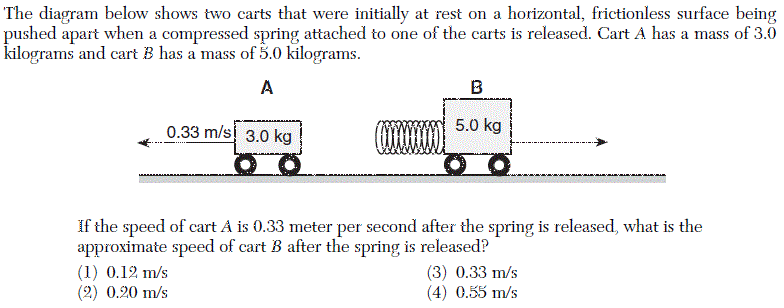 The diagram below shows two carts that were initially at rest on a horizontal, frictionless surface being
pushed apart when a compressed spring attached to one of the carts is released. Cart A has a mass of 3.0
kilograms and cart B has a mass of 5.0 kilograms.
A B
0.33 m/s 3.0 kg 5.0 kg
If the speed of cart A is 0.33 meter per second after the spring is released, what is the
approximate speed of cart B after the spring is released?
(1) 0.12 m/s (3) 0.33 m/s
(2) 0.20 m/s (4) 0.55 m/s